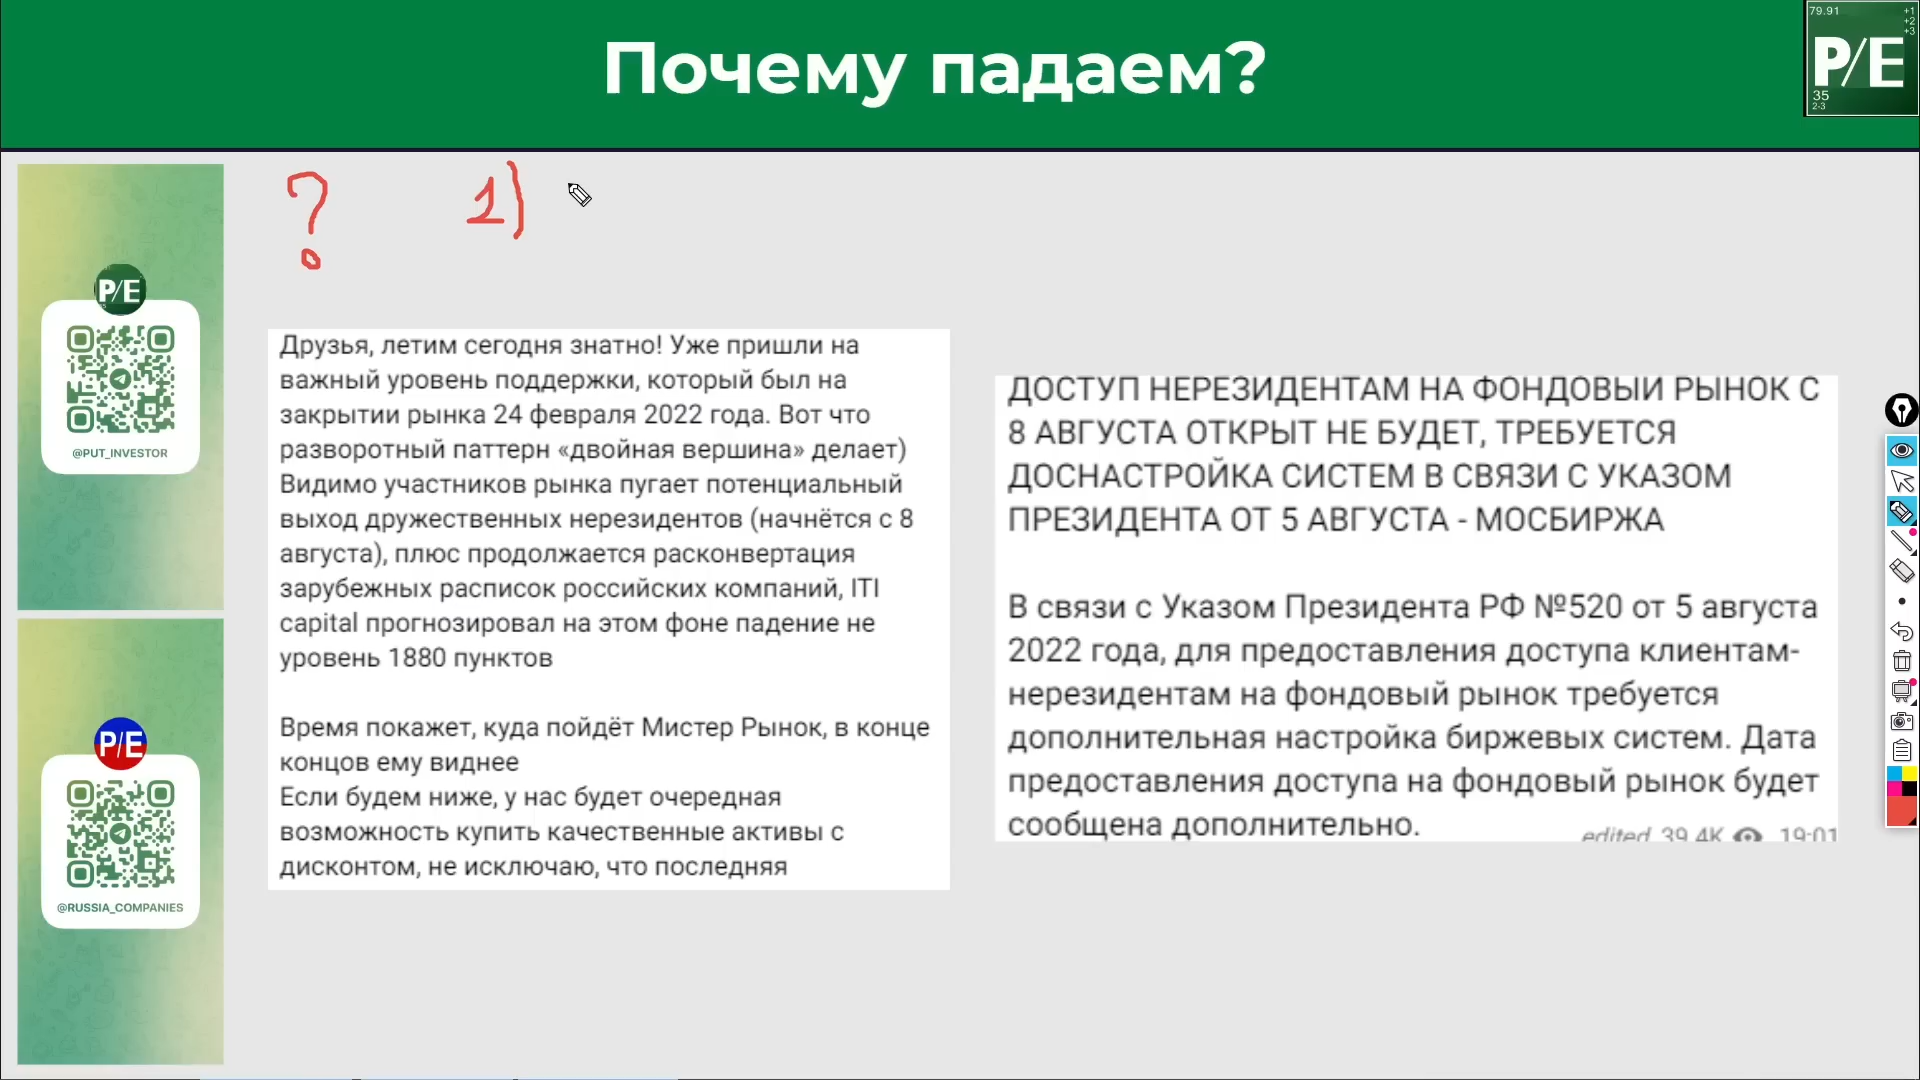 Почему падаем?
79.91
+1
+2
+3
P/E
35
2-3
?
1)
P/E
@PUT_INVESTOR
P/E
@RUSSIA_COMPANIES
Друзья, летим сегодня знатно! Уже пришли на
важный уровень поддержки, который был на
закрытии рынка 24 февраля 2022 года. Вот что
разворотный паттерн «двойная вершина» делает)
Видимо участников рынка пугает потенциальный
выход дружественных нерезидентов (начнётся с 8
августа), плюс продолжается расконвертация
зарубежных расписок российских компаний, ITI
capital прогнозировал на этом фоне падение не
уровень 1880 пунктов
Время покажет, куда пойдёт Мистер Рынок, в конце
концов ему виднее
Если будем ниже, у нас будет очередная
возможность купить качественные активы с
дисконтом, не исключаю, что последняя
ДОСТУП НЕРЕЗИДЕНТАМ НА ФОНДОВЫЙ РЫНОК С
8 АВГУСТА ОТКРЫТ НЕ БУДЕТ, ТРЕБУЕТСЯ
ДОСНАСТРОЙКА СИСТЕМ В СВЯЗИ С УКАЗОМ
ПРЕЗИДЕНТА ОТ 5 АВГУСТА - МОСБИРЖА
В связи с Указом Президента РФ №520 от 5 августа
2022 года, для предоставления доступа клиентам-
нерезидентам на фондовый рынок требуется
дополнительная настройка биржевых систем. Дата
предоставления доступа на фондовый рынок будет
сообщена дополнительно.
edited 39.4K 19:01